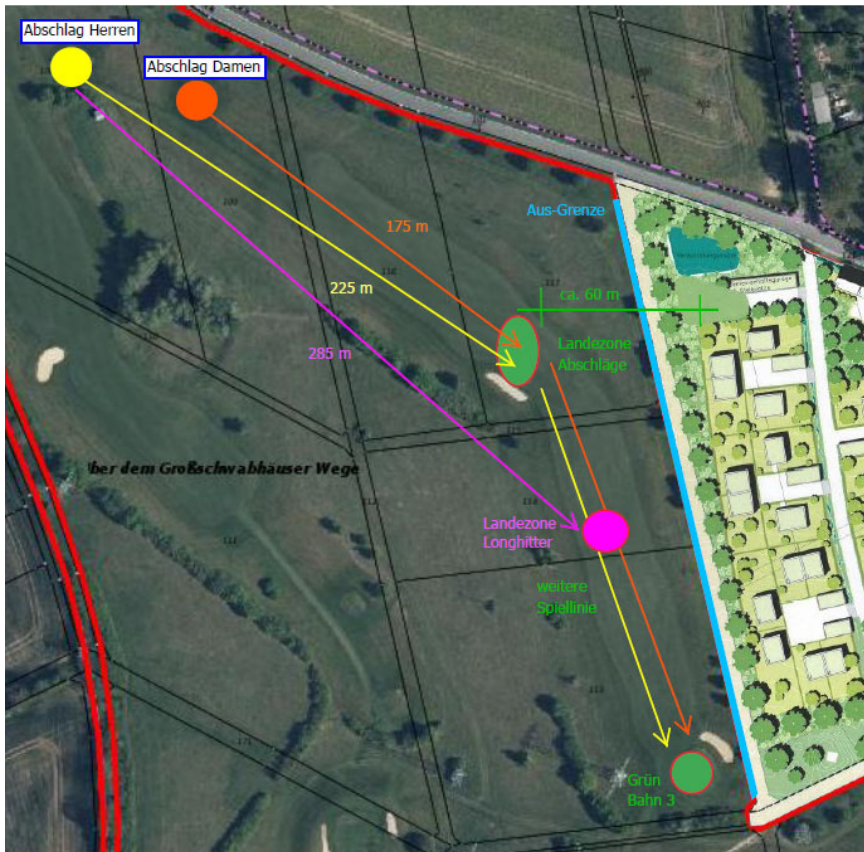 Abschlag Herren
Abschlag Damen
Aus-Grenze
175 m
225 m
ca. 60 m
285 m
Landezone
Abschläge
ber dem Großschwabhäuser Wege
Landezone
Longhitter
weitere
Spiellinie
Grün
Bahn 3